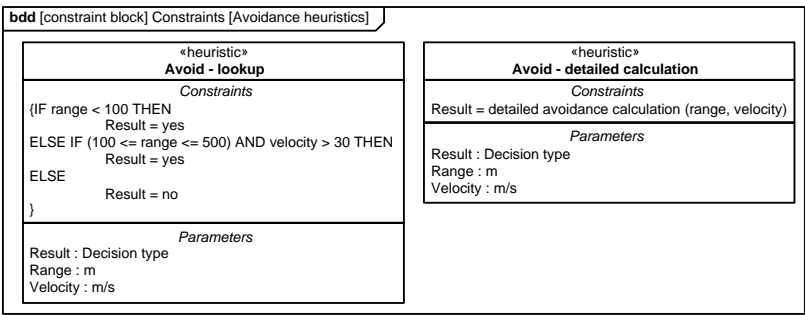 bdd [constraint block] Constraints [Avoidance heuristics]
«heuristic»
Avoid - lookup
Constraints
{IF range < 100 THEN
Result = yes
ELSE IF (100 <= range <= 500) AND velocity > 30 THEN
Result = yes
ELSE
Result = no
}
Parameters
Result : Decision type
Range : m
Velocity : m/s
«heuristic»
Avoid - detailed calculation
Constraints
Result = detailed avoidance calculation (range, velocity)
Parameters
Result : Decision type
Range : m
Velocity : m/s